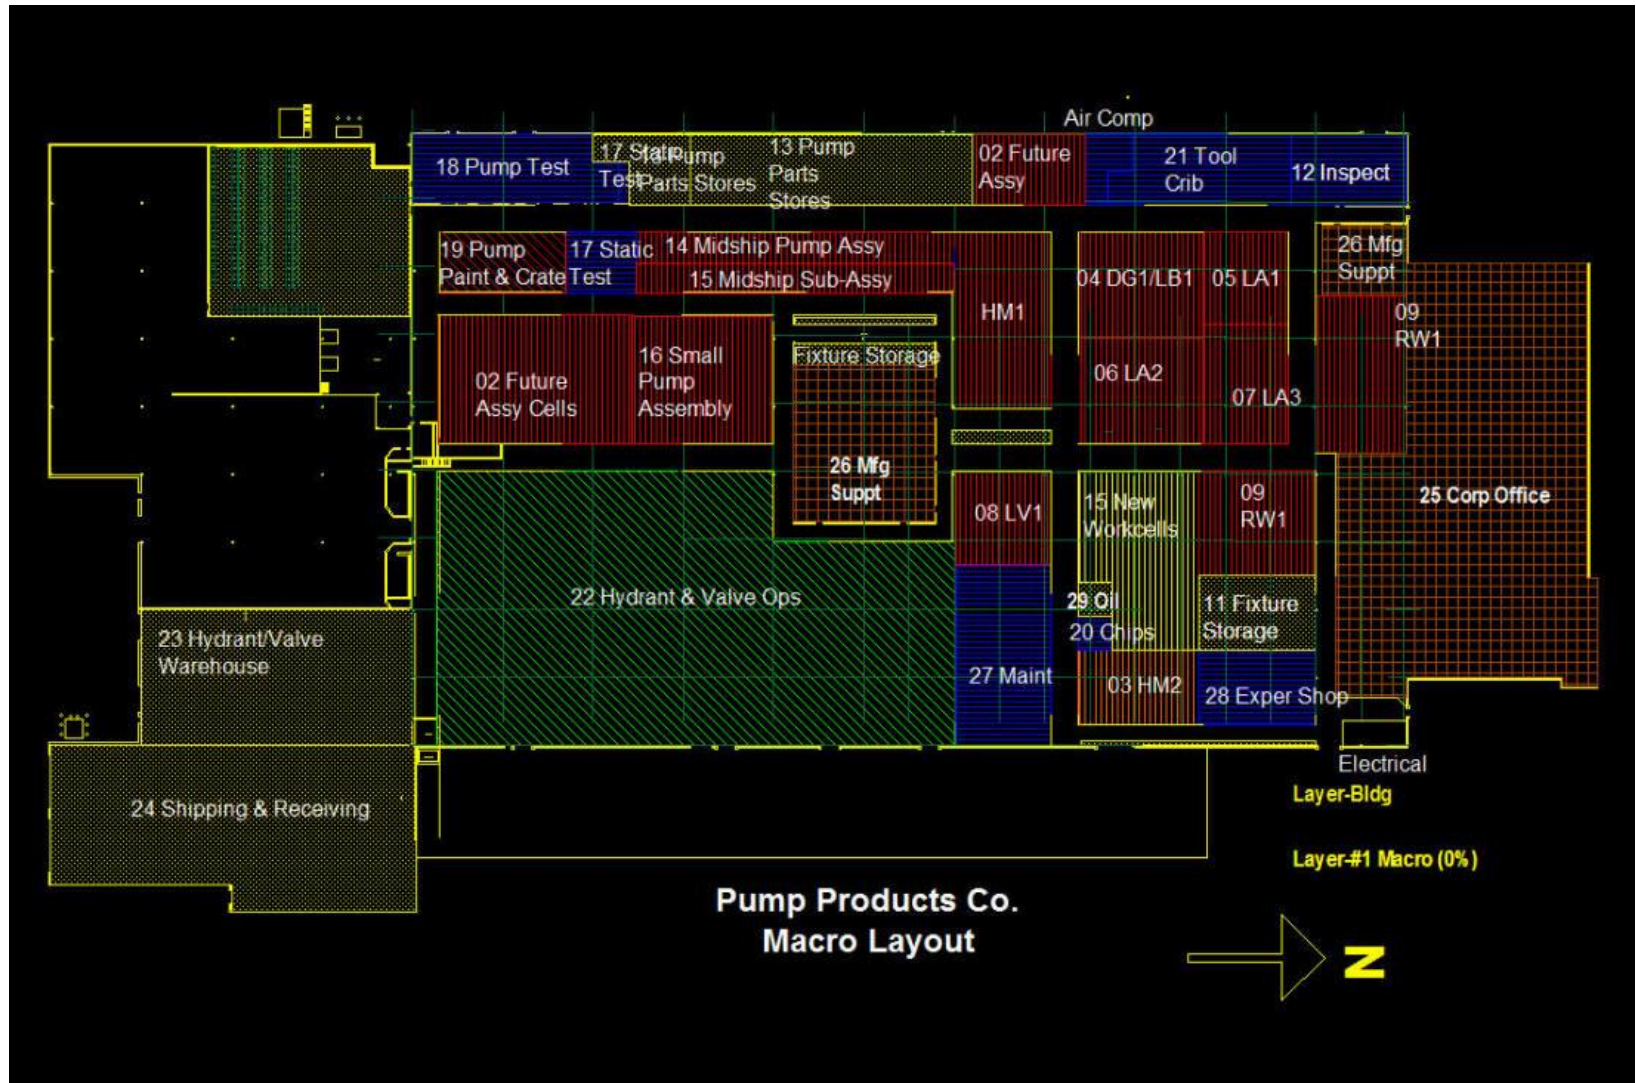 Air Comp
18 Pump Test
17 Static
Test
13 Pump
Parts Stores
13 Pump
Parts
Stores
02 Future
Assy
21 Tool
Crib
12 Inspect
19 Pump
Paint & Crate
17 Static
Test
14 Midship Pump Assy
15 Midship Sub-Assy
HM1
04 DG1/LB1
05 LA1
26 Mfg
Suppt
09
RW1
02 Future
Assy Cells
16 Small
Pump
Assembly
Fixture Storage
06 LA2
07 LA3
26 Mfg
Suppt
08 LV1
15 New
Workcells
09
RW1
25 Corp Office
22 Hydrant & Valve Ops
29 Oil
20 Chips
11 Fixture
Storage
23 Hydrant/Valve
Warehouse
27 Maint
03 HM2
28 Exper Shop
Electrical
24 Shipping & Receiving
Layer-Bldg
Layer-#1 Macro (0%)
Pump Products Co.
Macro Layout
N